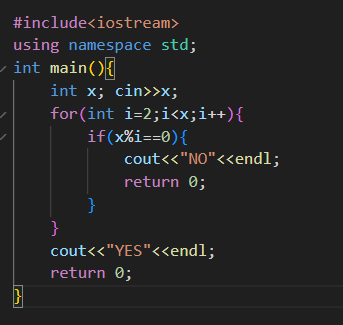 #include<iostream>
using namespace std;
int main(){
    int x; cin>>x;
    for(int i=2;i<x;i++){
        if(x%i==0){
            cout<<"NO"<<endl;
            return 0;
        }
    }
    cout<<"YES"<<endl;
    return 0;
}